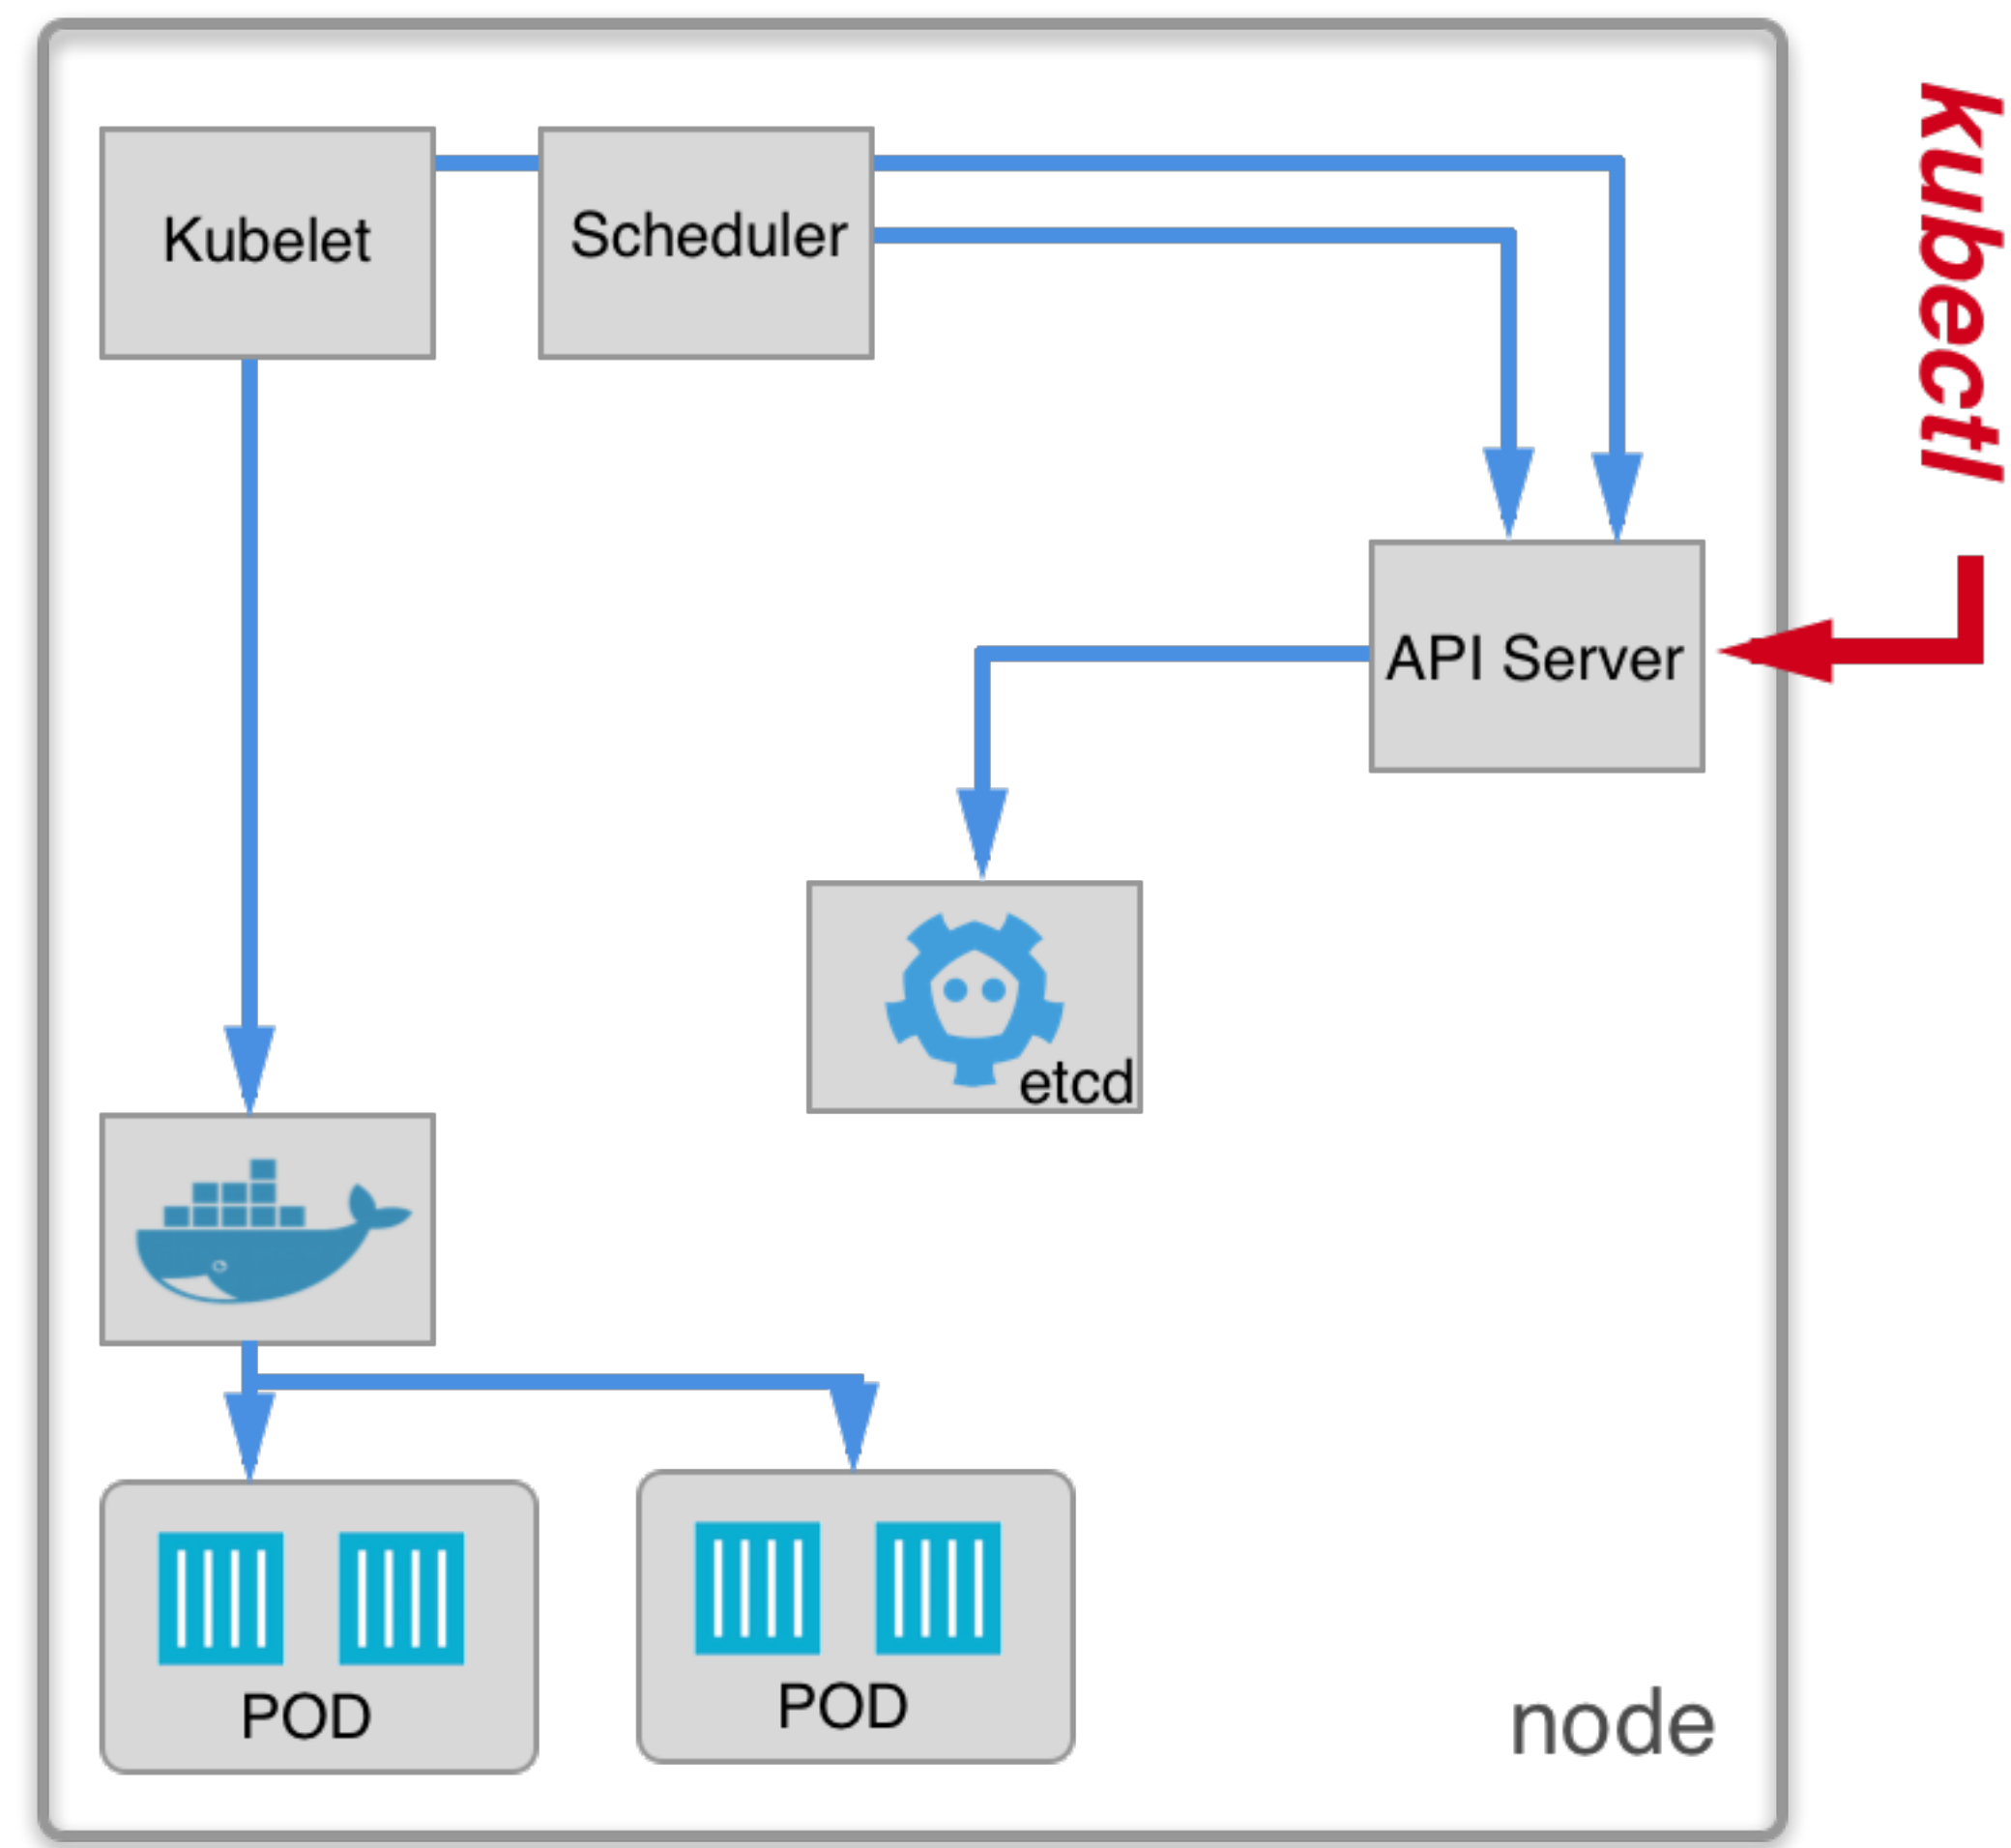 Kubelet
Scheduler
kubectl
API Server
etcd
POD
POD
node